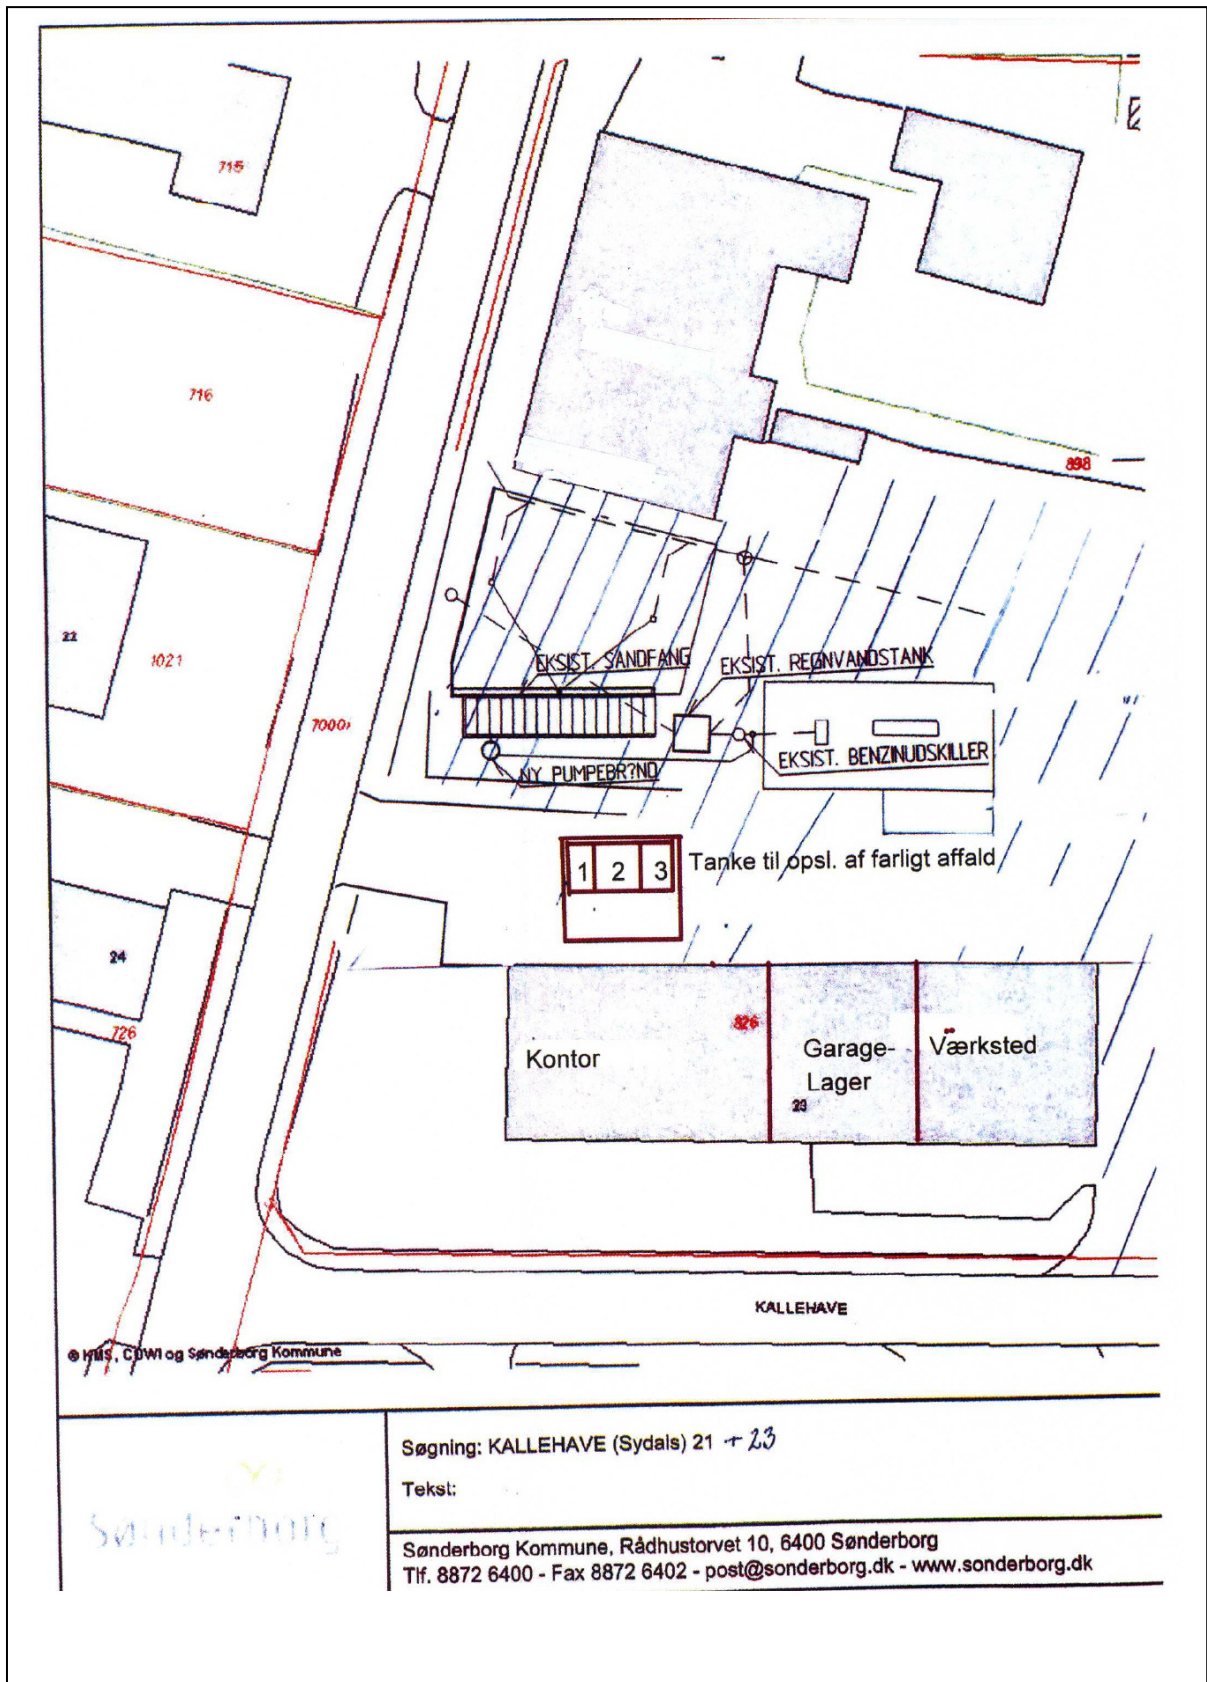 715
716
898
22
1021
EKSIST. SANDFANG
EKSIST. REGNVANDSTANK
7000
EKSIST. BENZINUDSKILLER
NY PUMPEBR?ND
1 2 3
Tanke til opsl. af farligt affald
24
726
826
Kontor
Garage-
Lager
Værksted
23
KALLEHAVE
© KMS, COWI og Sønderborg Kommune
Søgning: KALLEHAVE (Sydals) 21 + 23
Tekst:
Sønderborg
Sønderborg Kommune, Rådhustorvet 10, 6400 Sønderborg
Tlf. 8872 6400 - Fax 8872 6402 - post@sonderborg.dk - www.sonderborg.dk